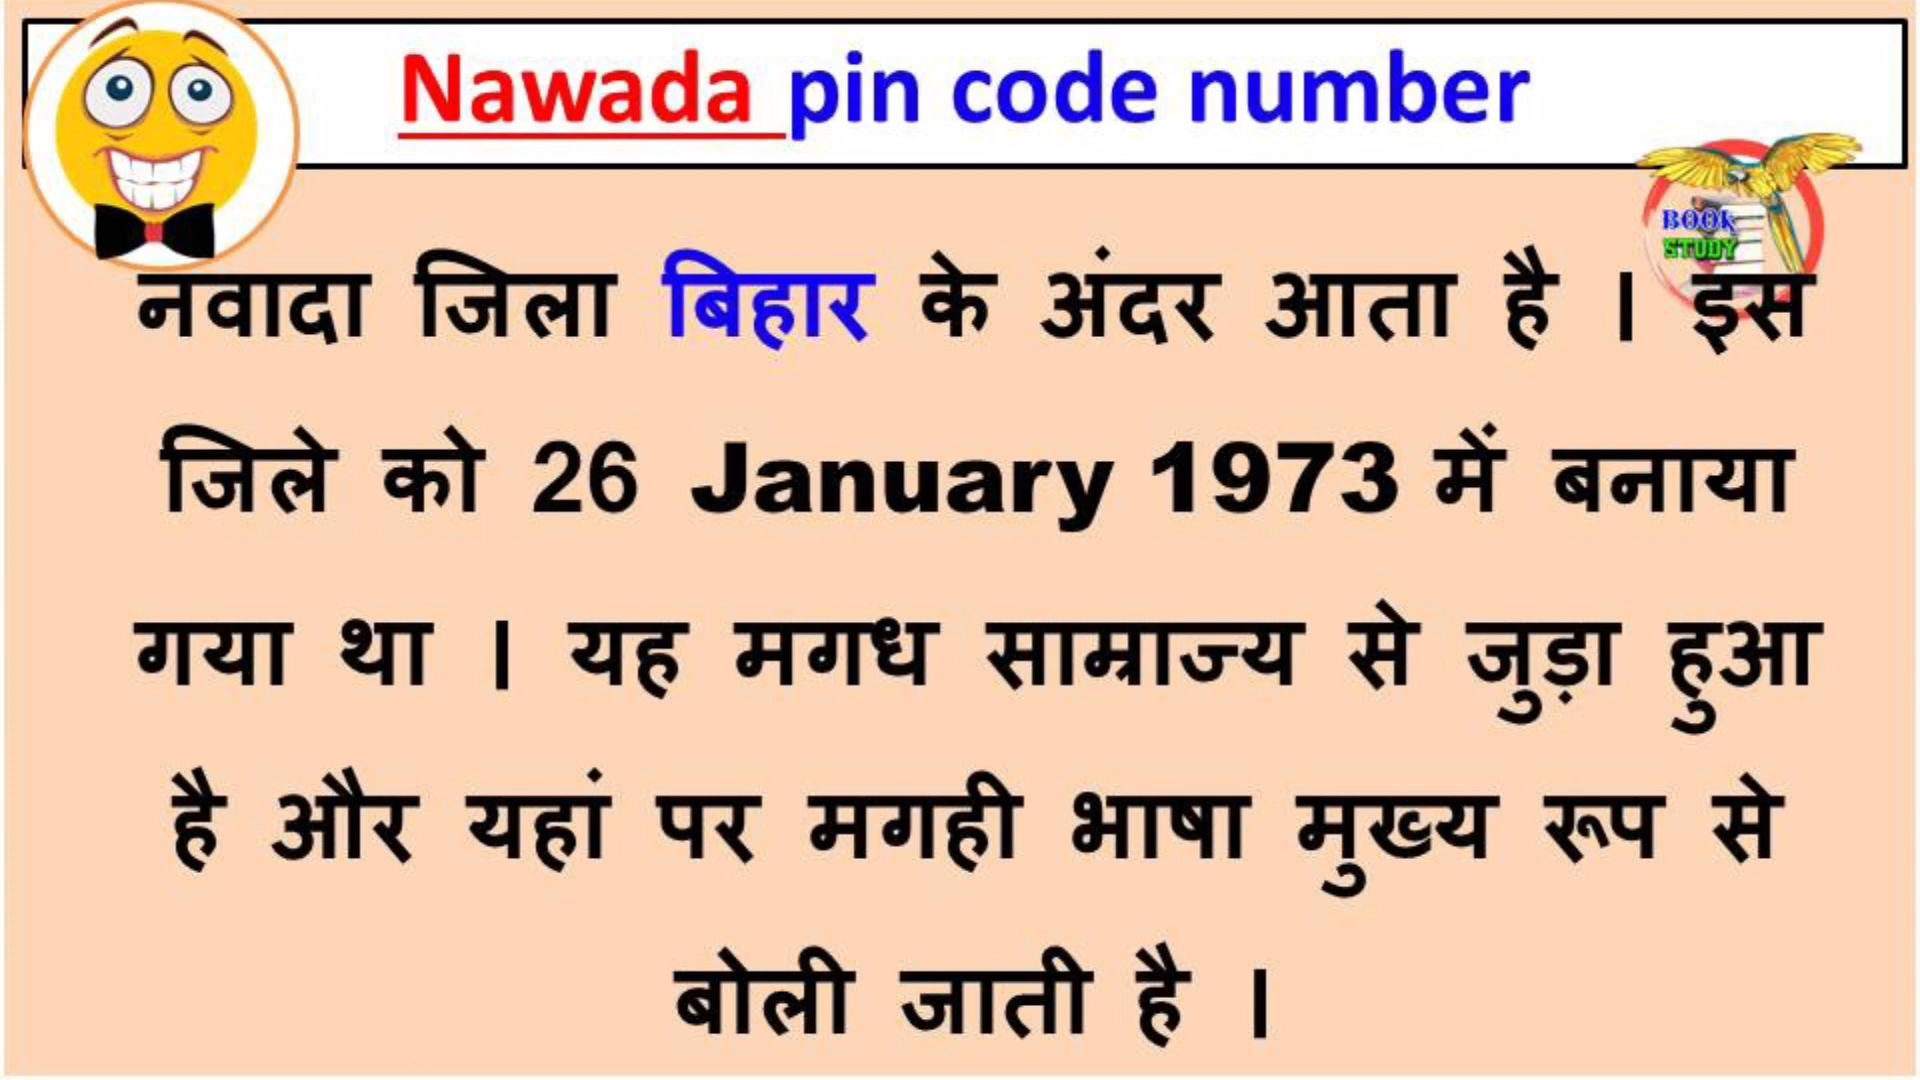 Nawada pin code number
BOOK
STUDY
नवादा जिला बिहार के अंदर आता है । इस
जिले को 26 January 1973 में बनाया
गया था । यह मगध साम्राज्य से जुड़ा हुआ
है और यहां पर मगही भाषा मुख्य रूप से
बोली जाती है ।